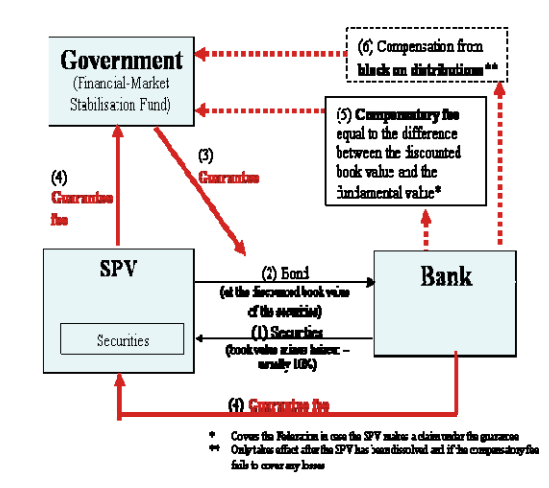 Government
(Financial-Market
Stabilisation Fund)
(6) Compensation from
block on distributions**
(5) Compensatory fee
equal to the difference
between the discounted
book value and the
fundamental value*
(3)
Guarantee
(4)
Guarantee
fee
SPV
Securities
(2) Bond
(at the discounted book value
of the securities)
(1) Securities
(book value minus haircut –
usually 10%)
Bank
(4) Guarantee fee
* Covers the Federation in case the SPV makes a claim under the guarantee
** Only takes effect after the SPV has been dissolved and if the compensatory fee
fails to cover any losses